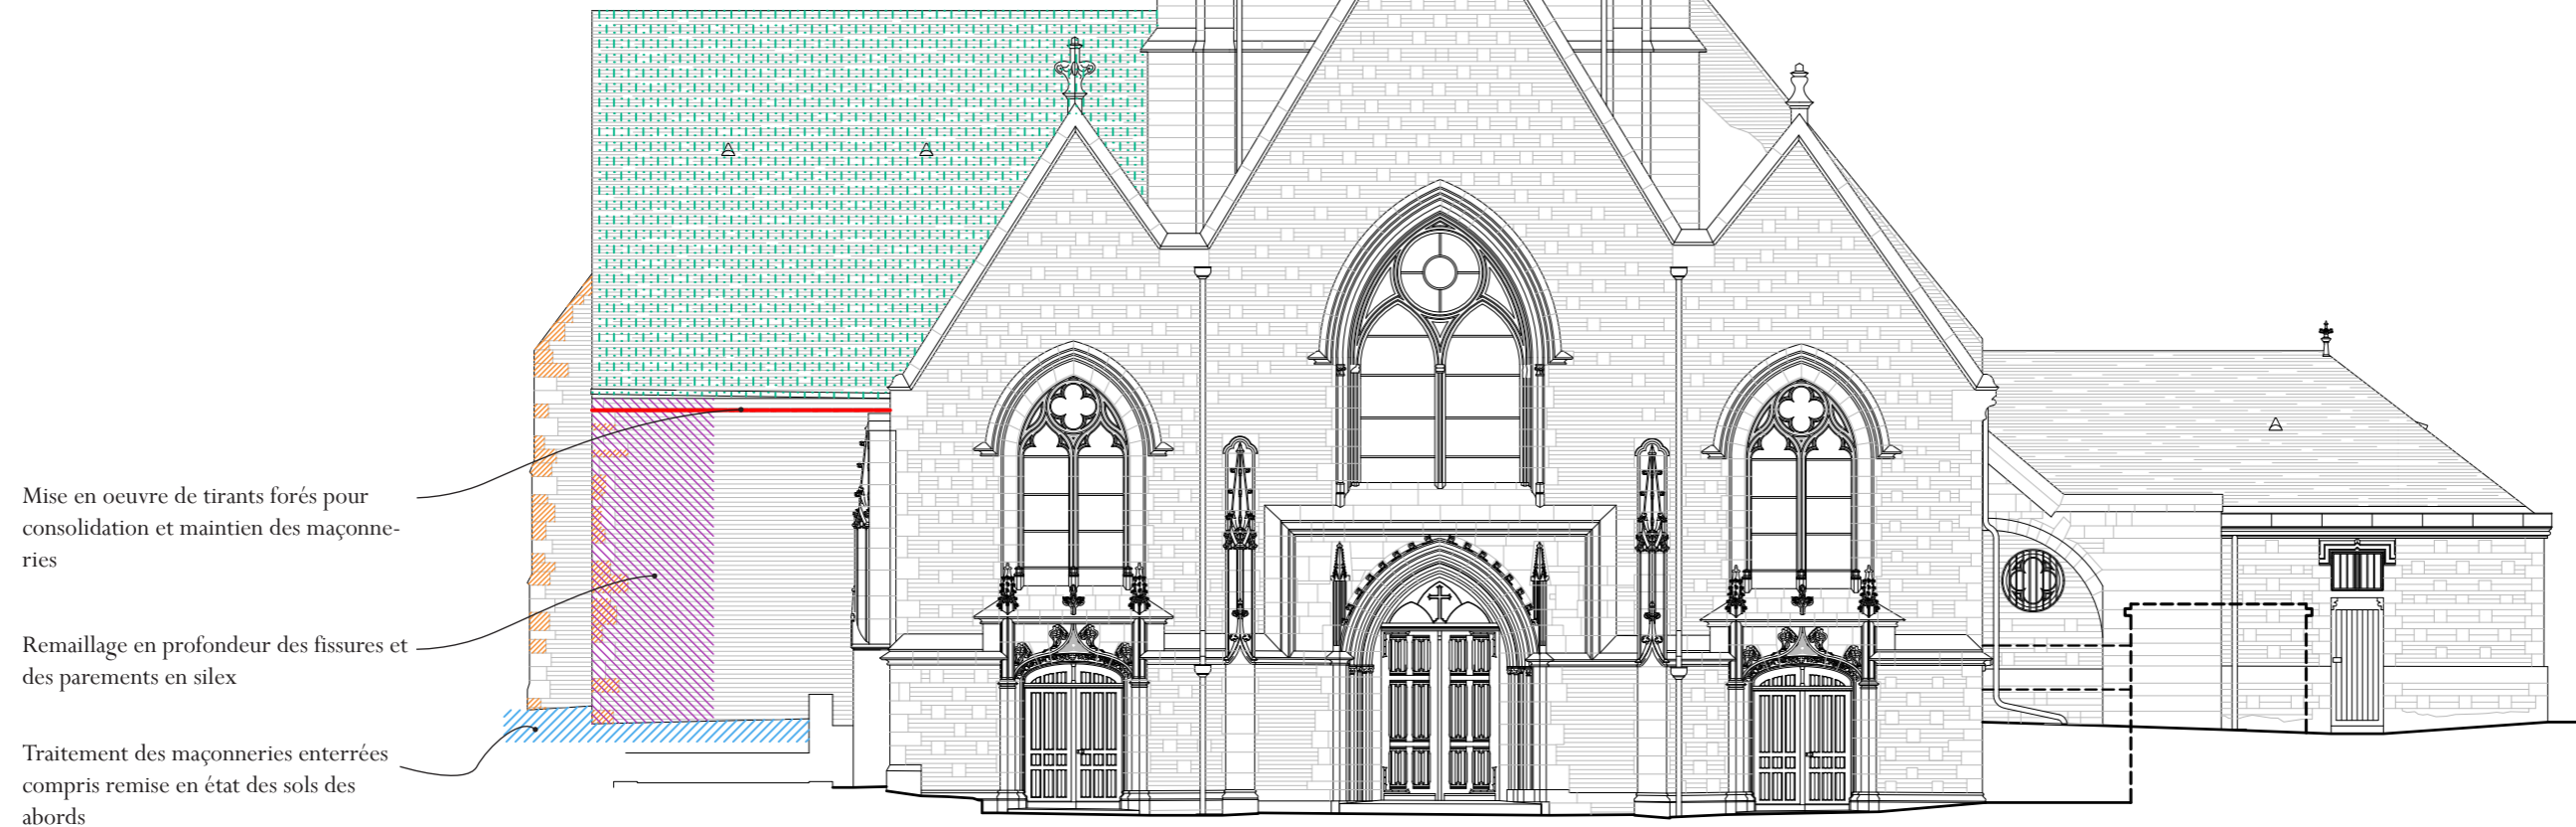 Mise en oeuvre de tirants forés pour
consolidation et maintien des maçonne-
ries
Remaillage en profondeur des fissures et
des parements en silex
Traitement des maçonneries enterrées
compris remise en état des sols des
abords